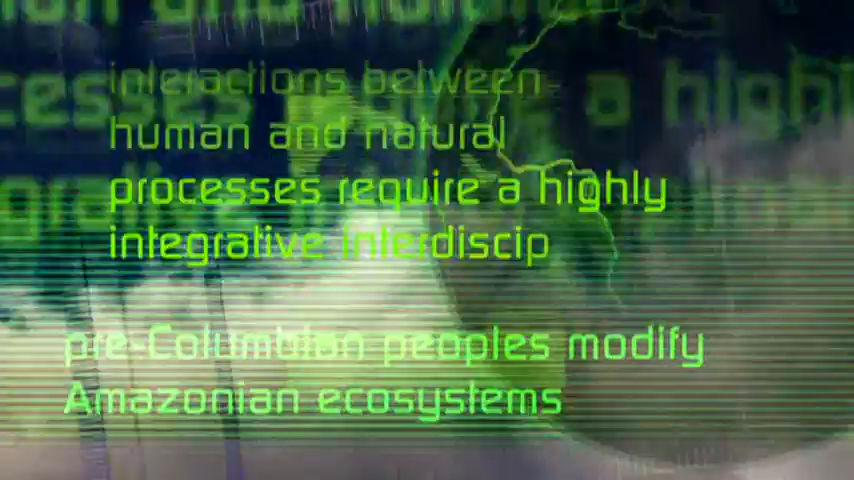 interactions between
human and natural
processes require a highly
integrative interdiscip
pre-Columbian peoples modify
Amazonian ecosystems